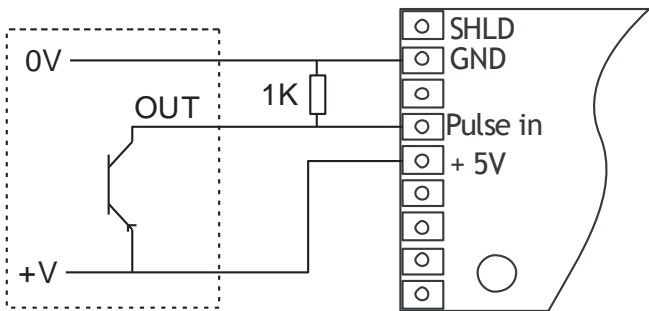 SHLD
0V
GND
1K
OUT
Pulse in
+ 5V
+V